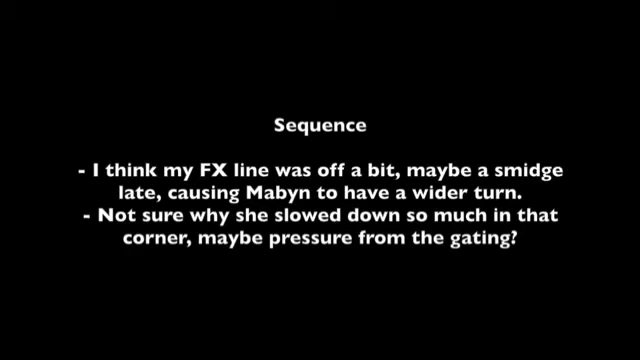 Sequence
- I think my FX line was off a bit, maybe a smidge
late, causing Mabyn to have a wider turn.
- Not sure why she slowed down so much in that
corner, maybe pressure from the gating?